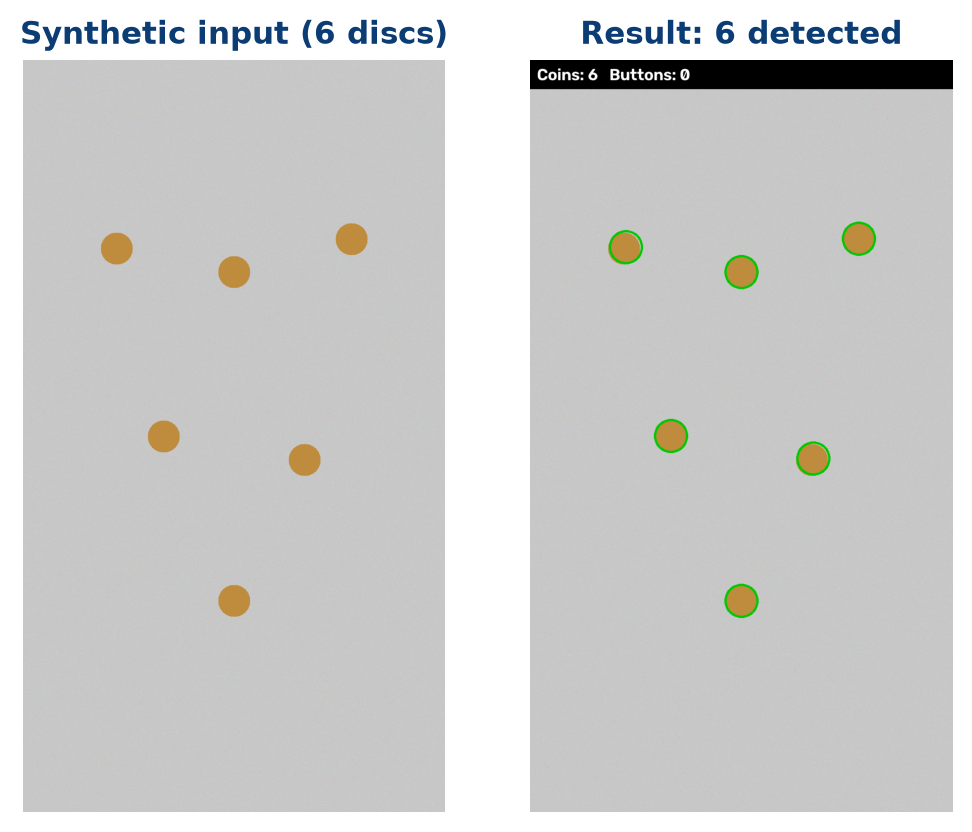 Synthetic input (6 discs)
Result: 6 detected
Coins: 6 Buttons: 0